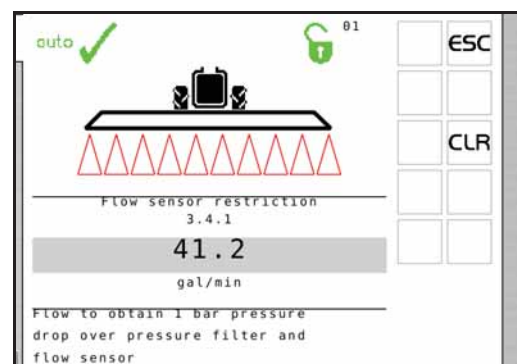 auto
01
ESC
CLR
Flow sensor restriction
3.4.1
41.2
gal/min
Flow to obtain 1 bar pressure
drop over pressure filter and
flow sensor